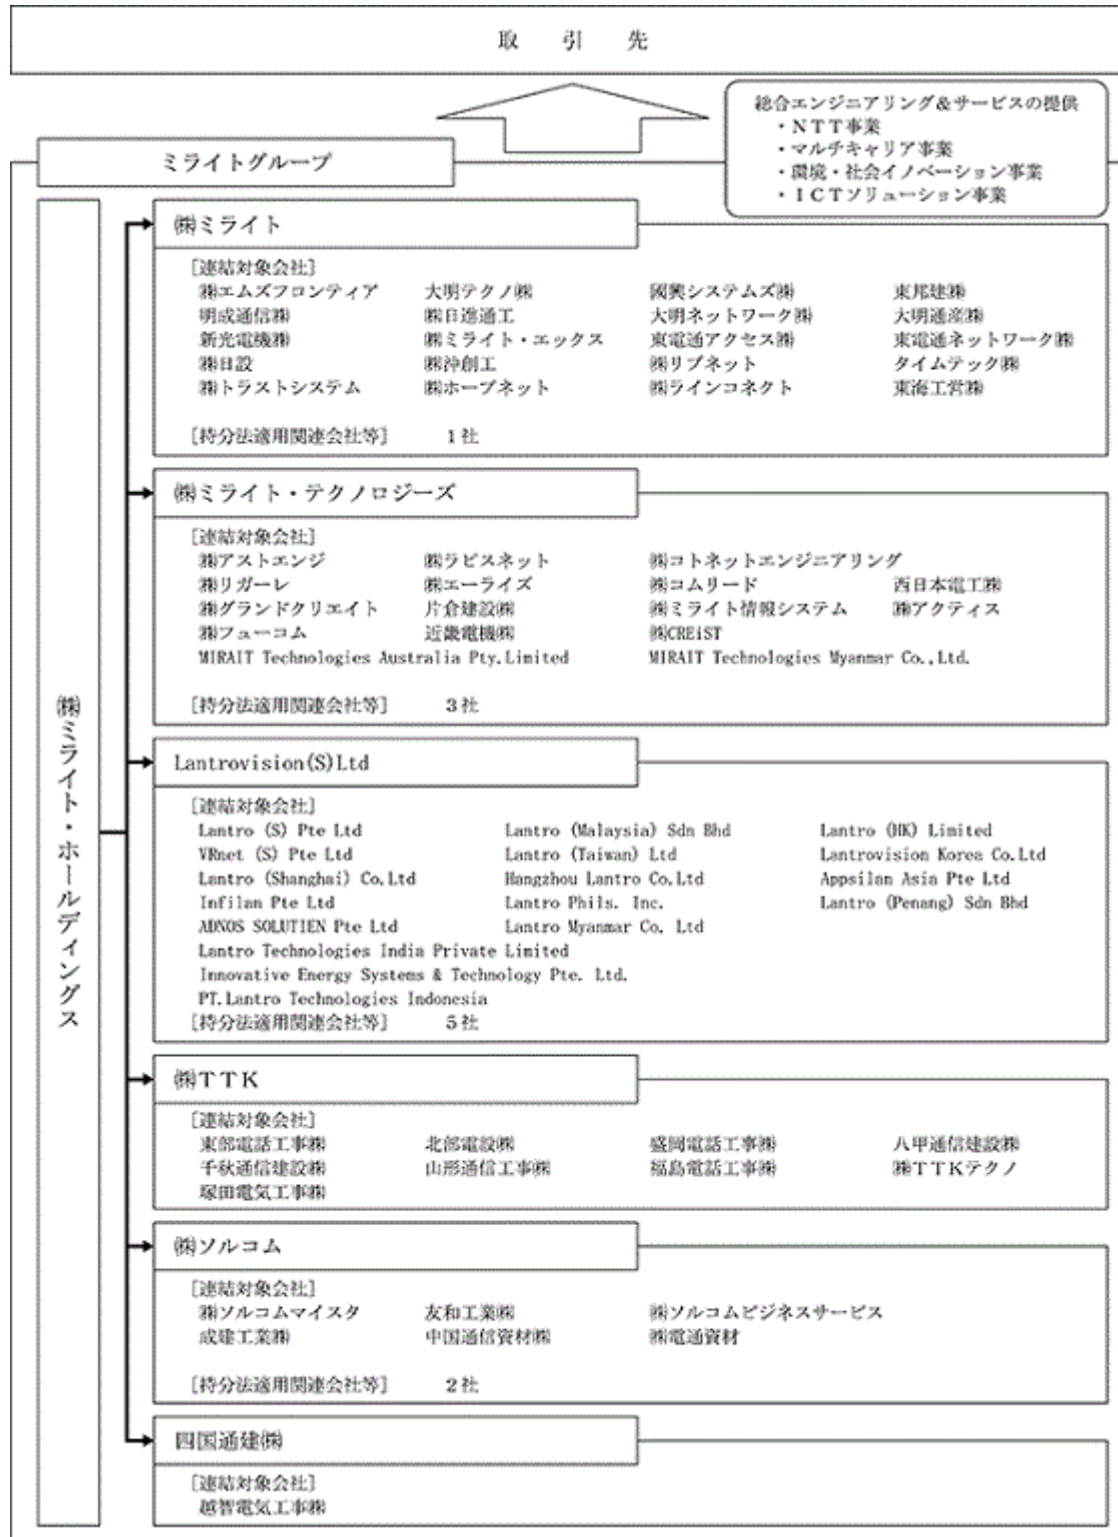 取引先
総合エンジニアリング&サービスの提供
・NTT事業
・マルチキャリア事業
・環境・社会イノベーション事業
・ICTソリューション事業
ミライトグループ
㈱ミライト・ホールディングス
㈱ミライト
[連結対象会社]
㈱エムズフロンティア 大明テクノ㈱ 國興システムズ㈱ 東邦建㈱
明成通信㈱ ㈱日進通工 大明ネットワーク㈱ 大明通産㈱
新光電機㈱ ㈱ミライト・エックス 東電通アクセス㈱ 東電通ネットワーク㈱
㈱日設 ㈱沖創工 ㈱リブネット タイムテック㈱
㈱トラストシステム ㈱ホープネット ㈱ラインコネクト 東海工営㈱
[持分法適用関連会社等] 1社
㈱ミライト・テクノロジーズ
[連結対象会社]
㈱アストエンジ ㈱ラピスネット ㈱コトネットエンジニアリング
㈱リガーレ ㈱エーライズ ㈱コムリード 西日本電工㈱
㈱グランドクリエイト 片倉建設㈱ ㈱ミライト情報システム ㈱アクティス
㈱フューコム 近畿電機㈱ ㈱CREiST
MIRAIT Technologies Australia Pty.Limited MIRAIT Technologies Myanmar Co.,Ltd.
[持分法適用関連会社等] 3社
Lantrovision(S)Ltd
[連結対象会社]
Lantro (S) Pte Ltd Lantro (Malaysia) Sdn Bhd Lantro (HK) Limited
VRnet (S) Pte Ltd Lantro (Taiwan) Ltd Lantrovision Korea Co.Ltd
Lantro (Shanghai) Co.Ltd Hangzhou Lantro Co.Ltd Appsilan Asia Pte Ltd
Infilan Pte Ltd Lantro Phils. Inc. Lantro (Penang) Sdn Bhd
ADNOS SOLUTIEN Pte Ltd Lantro Myanmar Co. Ltd
Lantro Technologies India Private Limited
Innovative Energy Systems & Technology Pte. Ltd.
PT.Lantro Technologies Indonesia
[持分法適用関連会社等] 5社
㈱TTK
[連結対象会社]
東部電話工事㈱ 北部電設㈱ 盛岡電話工事㈱ 八甲通信建設㈱
千秋通信建設㈱ 山形通信工事㈱ 福島電話工事㈱ ㈱TTKテクノ
塚田電気工事㈱
㈱ソルコム
[連結対象会社]
㈱ソルコムマイスタ 友和工業㈱ ㈱ソルコムビジネスサービス
成建工業㈱ 中国通信資材㈱ ㈱電通資材
[持分法適用関連会社等] 2社
四国通建㈱
[連結対象会社]
越智電気工事㈱